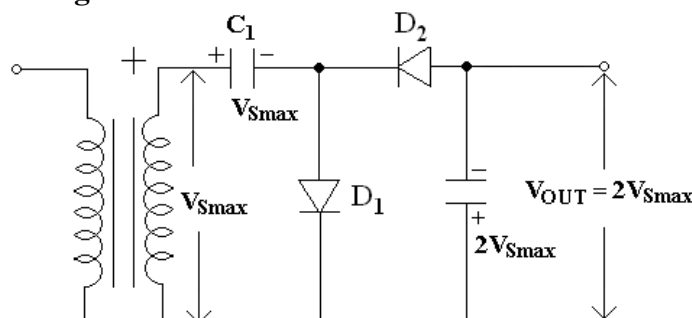 C1
D2
+ + − 
VSmax
−
VSmax
D1
VOUT = 2VSmax
+
2VSmax